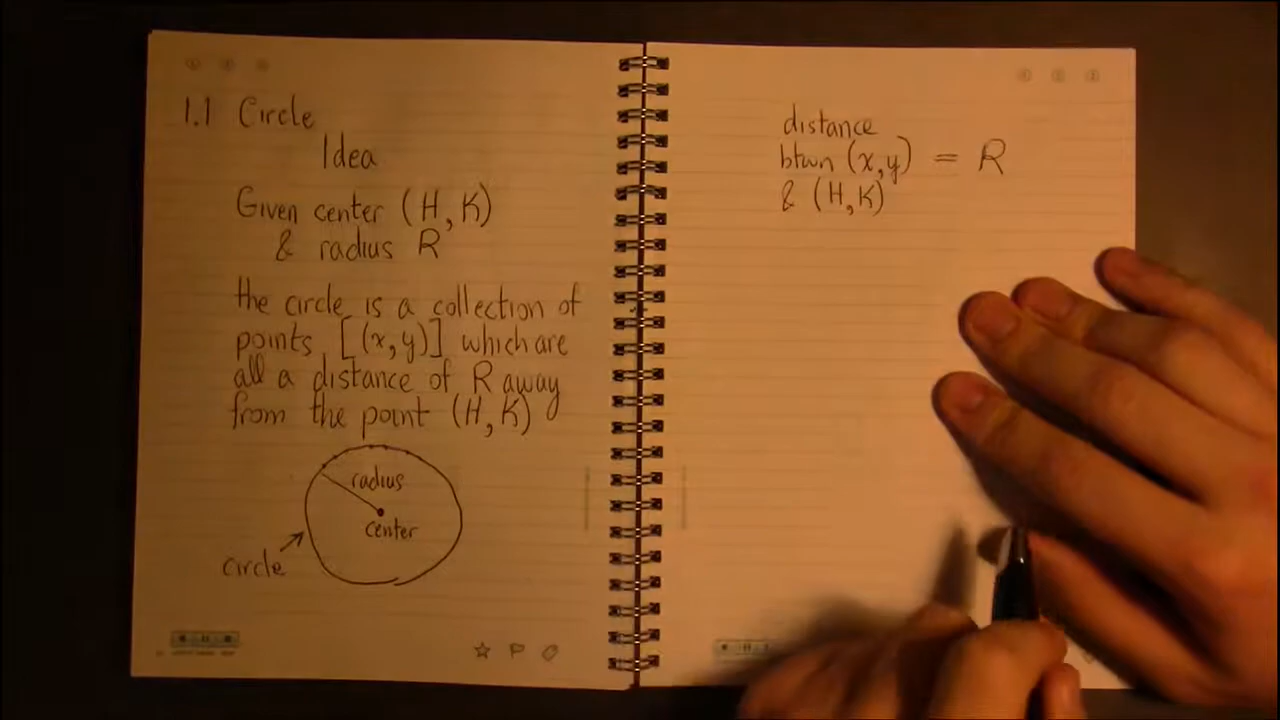 1.1 Circle
Idea
Given center (H, K)
& radius R
the circle is a collection of
points [(x,y)] which are
all a distance of R away
from the point (H, K)
radius
center
circle
distance
btwn (x,y) = R
& (H, K)